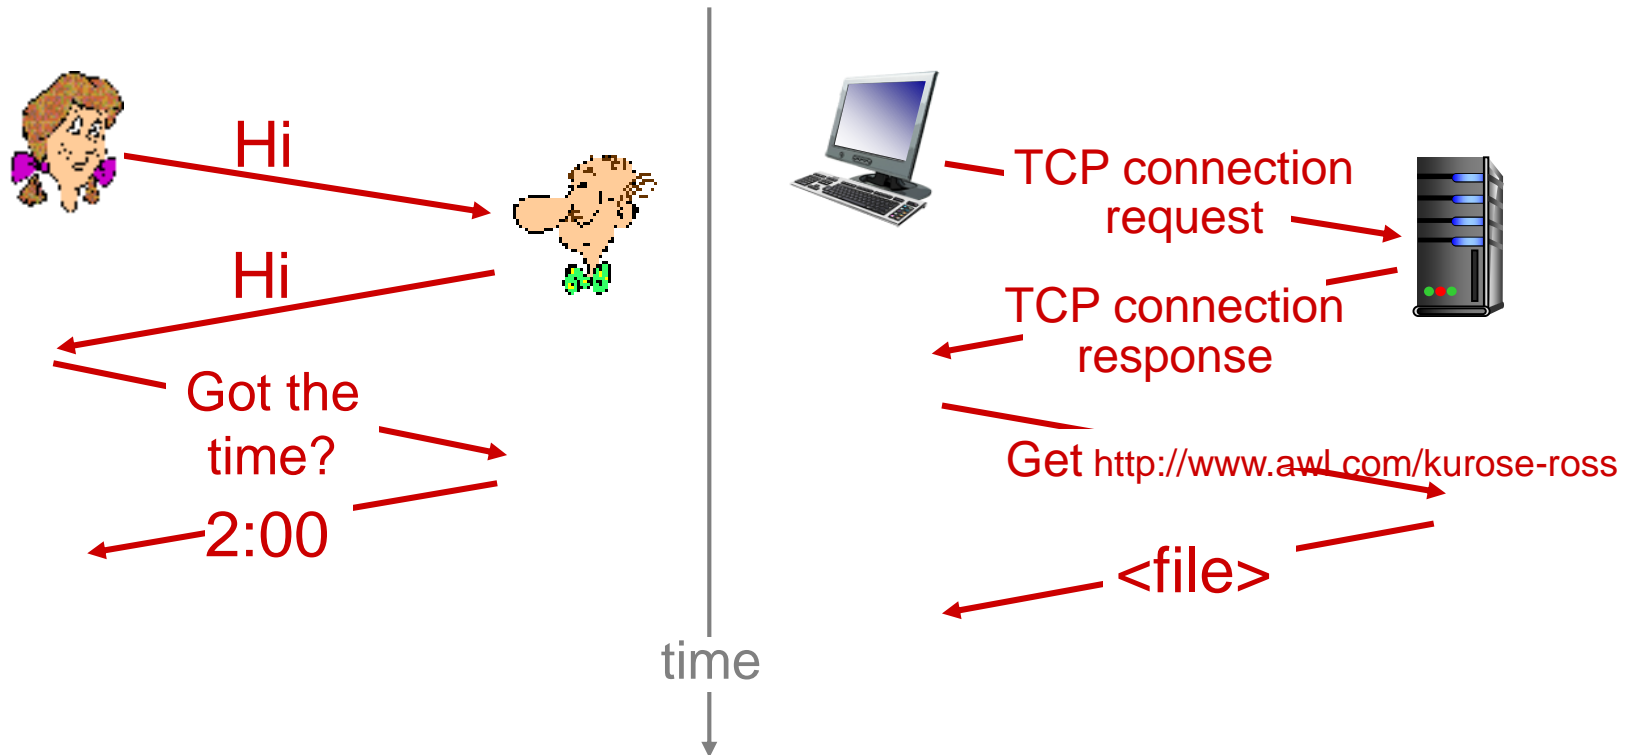 Hi
Hi
Got the
time?
2:00
time
TCP connection
request
TCP connection
response
Get http://www.awl.com/kurose-ross
<file>